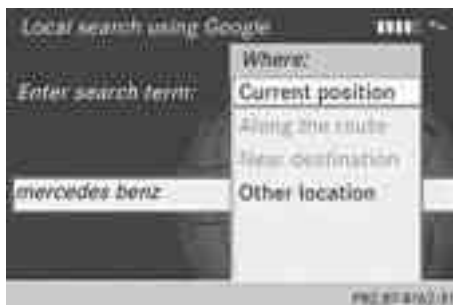 Local search using Google
Where:
Enter search term:
Current position
Along the route
Near destination
mercedes benz
Other location